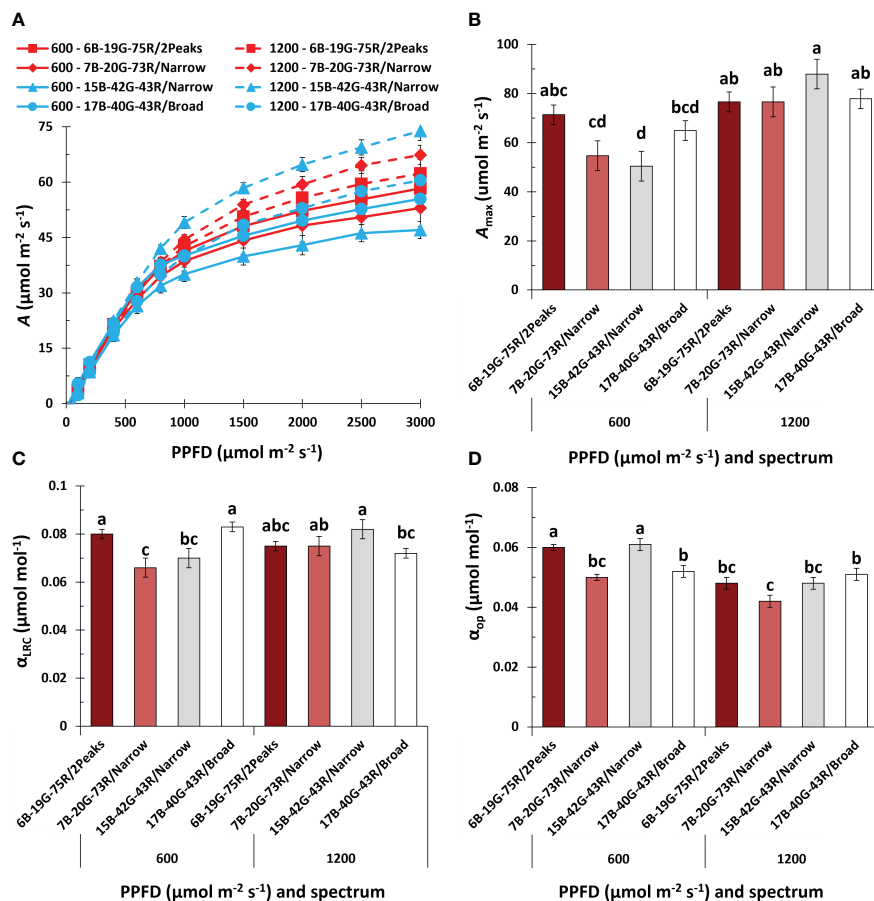 A
600 - 6B-19G-75R/2Peaks
600 - 7B-20G-73R/Narrow
600 - 15B-42G-43R/Narrow
600 - 17B-40G-43R/Broad
1200 - 6B-19G-75R/2Peaks
1200 - 7B-20G-73R/Narrow
1200 - 15B-42G-43R/Narrow
1200 - 17B-40G-43R/Broad
75
60
45
30
15
0
A (µmol m⁻² s⁻¹)
0 500 1000 1500 2000 2500 3000
PPFD (µmol m⁻² s⁻¹)
B
100
80
60
40
20
0
Amax (umol m⁻² s⁻¹)
abc cd d bcd ab ab a ab
6B-19G-75R/2Peaks
7B-20G-73R/Narrow
15B-42G-43R/Narrow
17B-40G-43R/Broad
6B-19G-75R/2Peaks
7B-20G-73R/Narrow
15B-42G-43R/Narrow
17B-40G-43R/Broad
600 1200
PPFD (µmol m⁻² s⁻¹) and spectrum
C
0.1
0.08
0.06
0.04
0.02
0
αLRC (µmol mol⁻¹)
a c bc a abc ab a bc
6B-19G-75R/2Peaks
7B-20G-73R/Narrow
15B-42G-43R/Narrow
17B-40G-43R/Broad
6B-19G-75R/2Peaks
7B-20G-73R/Narrow
15B-42G-43R/Narrow
17B-40G-43R/Broad
600 1200
PPFD (µmol m⁻² s⁻¹) and spectrum
D
0.08
0.06
0.04
0.02
0
αop (µmol mol⁻¹)
a bc a b bc c bc b
6B-19G-75R/2Peaks
7B-20G-73R/Narrow
15B-42G-43R/Narrow
17B-40G-43R/Broad
6B-19G-75R/2Peaks
7B-20G-73R/Narrow
15B-42G-43R/Narrow
17B-40G-43R/Broad
600 1200
PPFD (µmol m⁻² s⁻¹) and spectrum